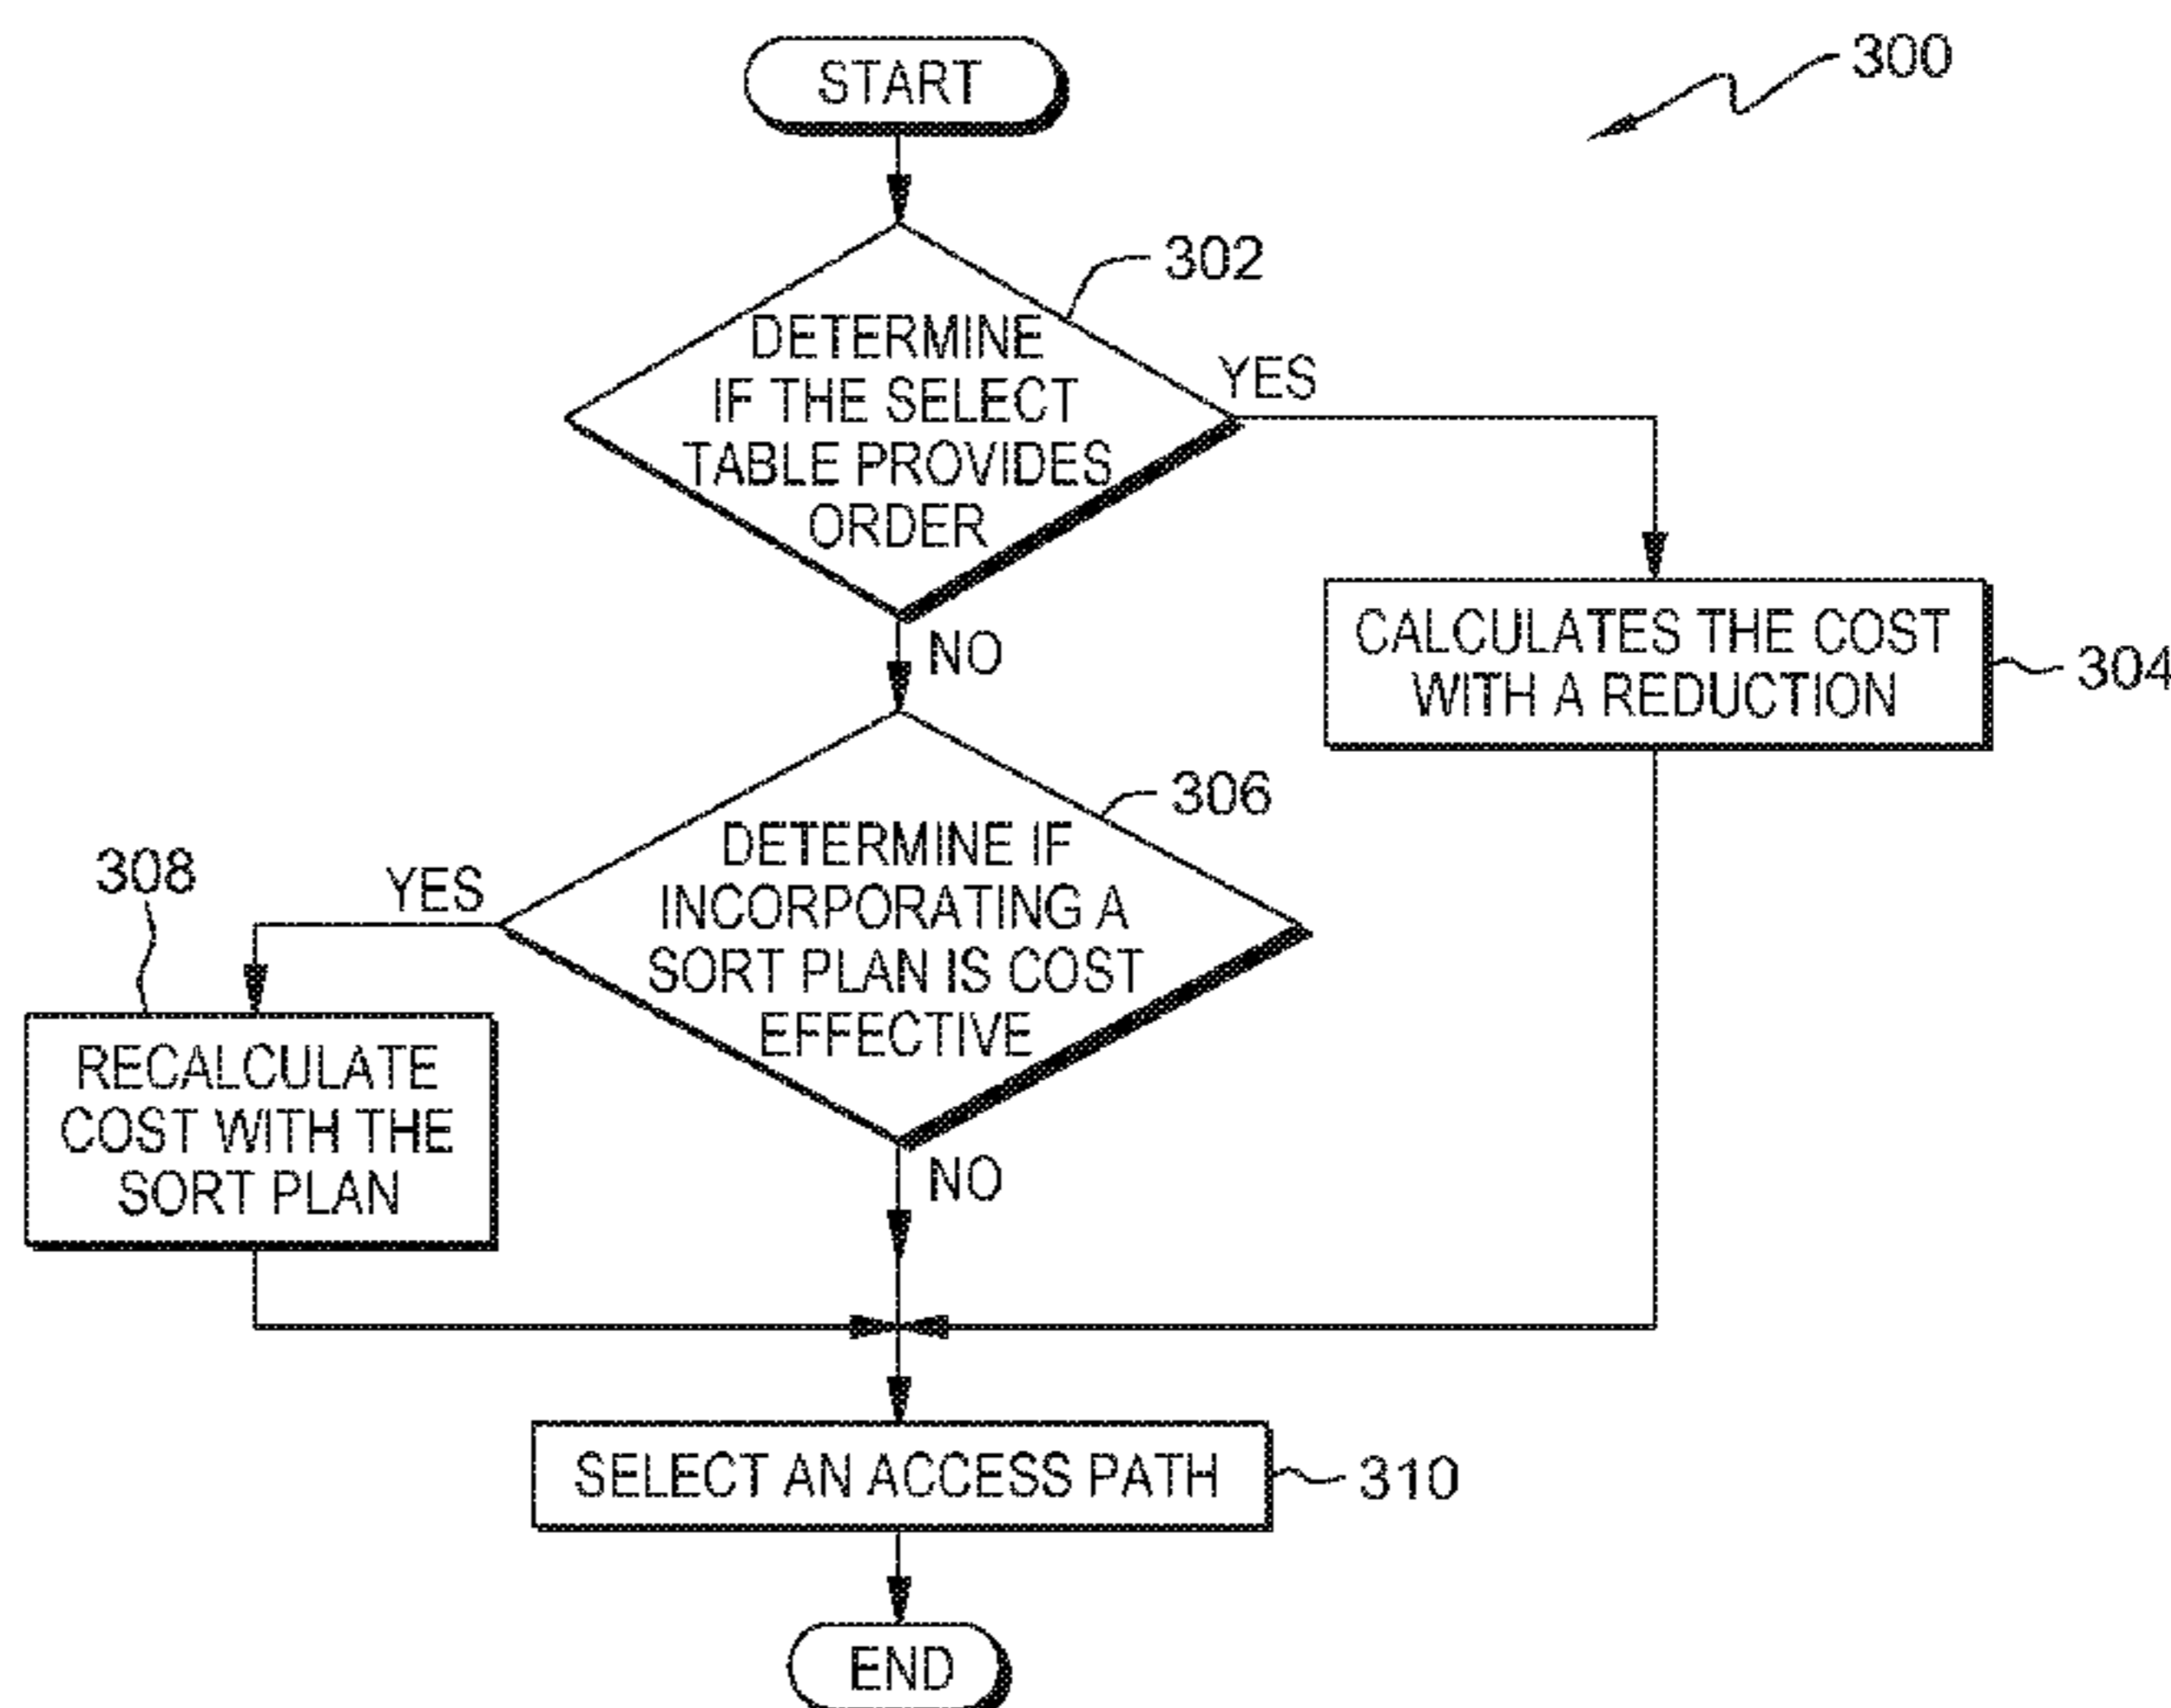 START
300
302
DETERMINE
IF THE SELECT
TABLE PROVIDES
ORDER
YES
NO
CALCULATES THE COST
WITH A REDUCTION
304
306
DETERMINE IF
INCORPORATING A
SORT PLAN IS COST
EFFECTIVE
YES
308
RECALCULATE
COST WITH THE
SORT PLAN
NO
SELECT AN ACCESS PATH
310
END